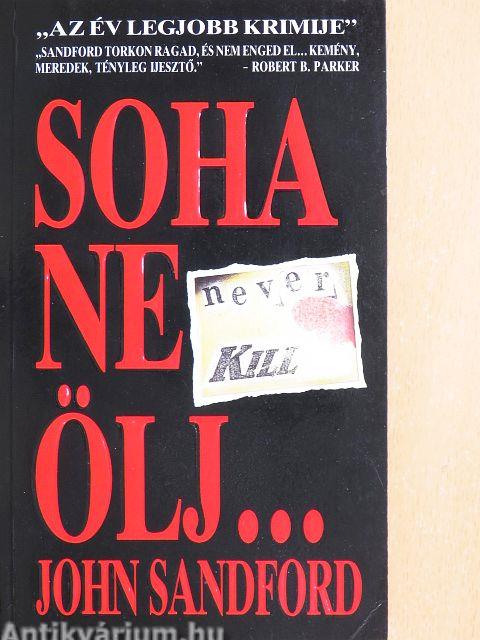 „AZ ÉV LEGJOBB KRIMIJE”
„SANDFORD TORKON RAGAD, ÉS NEM ENGED EL... KEMÉNY,
MEREDEK, TÉNYLEG IJESZTŐ.” – ROBERT B. PARKER
SOHA
NE
never
KILL
ÖLJ...
JOHN SANDFORD
Antikvárium.hu